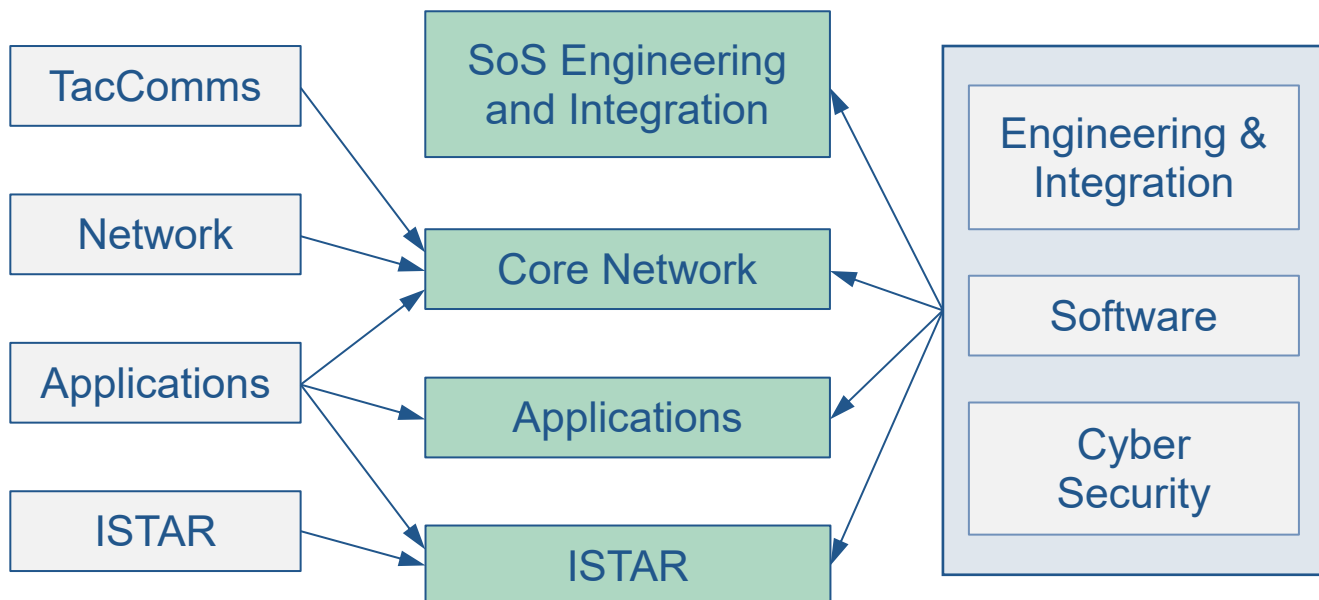 TacComms
Network
Applications
ISTAR
SoS Engineering
and Integration
Core Network
Applications
ISTAR
Engineering &
Integration
Software
Cyber
Security